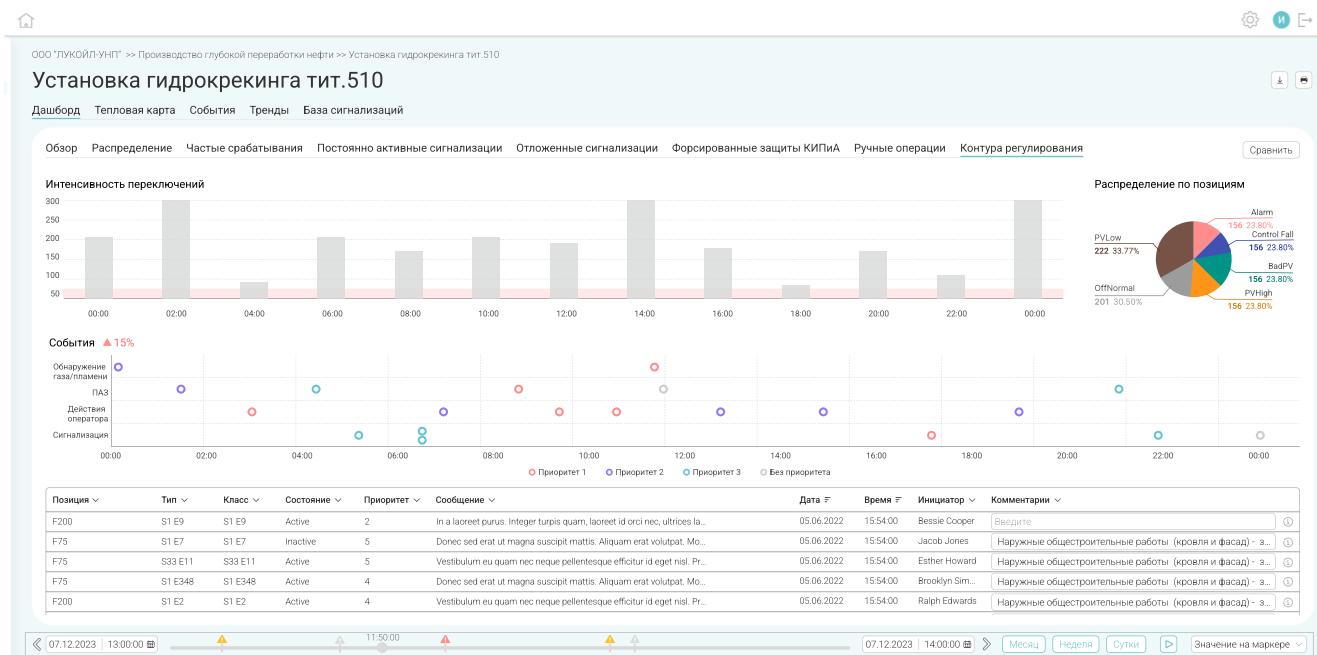 И
ООО "ЛУКОЙЛ-УНП" >> Производство глубокой переработки нефти >> Установка гидрокрекинга тит.510
Установка гидрокрекинга тит.510
Дашборд Тепловая карта События Тренды База сигнализаций
Обзор Распределение Частые срабатывания Постоянно активные сигнализации Отложенные сигнализации Форсированные защиты КИПиА Ручные операции Контура регулирования Сравнить
Интенсивность переключений
300
250
200
150
100
50
00:00 02:00 04:00 06:00 08:00 10:00 12:00 14:00 16:00 18:00 20:00 22:00 00:00
Распределение по позициям
Alarm
156 23.80%
Control Fall
156 23.80%
BadPV
156 23.80%
PVHigh
156 23.80%
PVLow
222 33.77%
OffNormal
201 30.50%
События 15%
Обнаружение
газа/пламени
ПАЗ
Действия
оператора
Сигнализация
00:00 02:00 04:00 06:00 08:00 10:00 12:00 14:00 16:00 18:00 20:00 22:00 00:00
Приоритет 1 Приоритет 2 Приоритет 3 Без приоритета
Позиция Тип Класс Состояние Приоритет Сообщение Дата Время Инициатор Комментарии
F200 S1 E9 S1 E9 Active 2 In a laoreet purus. Integer turpis quam, laoreet id orci nec, ultrices la... 05.06.2022 15:54:00 Bessie Cooper Введите
F75 S1 E7 S1 E7 Inactive 5 Donec sed erat ut magna suscipit mattis. Aliquam erat volutpat. Mo... 05.06.2022 15:54:00 Jacob Jones Наружные общестроительные работы (кровля и фасад) - з...
F75 S33 E11 S33 E11 Active 5 Vestibulum eu quam nec neque pellentesque efficitur id eget nisl. Pr... 05.06.2022 15:54:00 Esther Howard Наружные общестроительные работы (кровля и фасад) - з...
F75 S1 E348 S1 E348 Active 4 Donec sed erat ut magna suscipit mattis. Aliquam erat volutpat. Mo... 05.06.2022 15:54:00 Brooklyn Sim... Наружные общестроительные работы (кровля и фасад) - з...
F200 S1 E2 S1 E2 Active 4 Vestibulum eu quam nec neque pellentesque efficitur id eget nisl. Pr... 05.06.2022 15:54:00 Ralph Edwards Наружные общестроительные работы (кровля и фасад) - з...
07.12.2023 13:00:00 11:50:00 07.12.2023 14:00:00 Месяц Неделя Сутки Значение на маркере